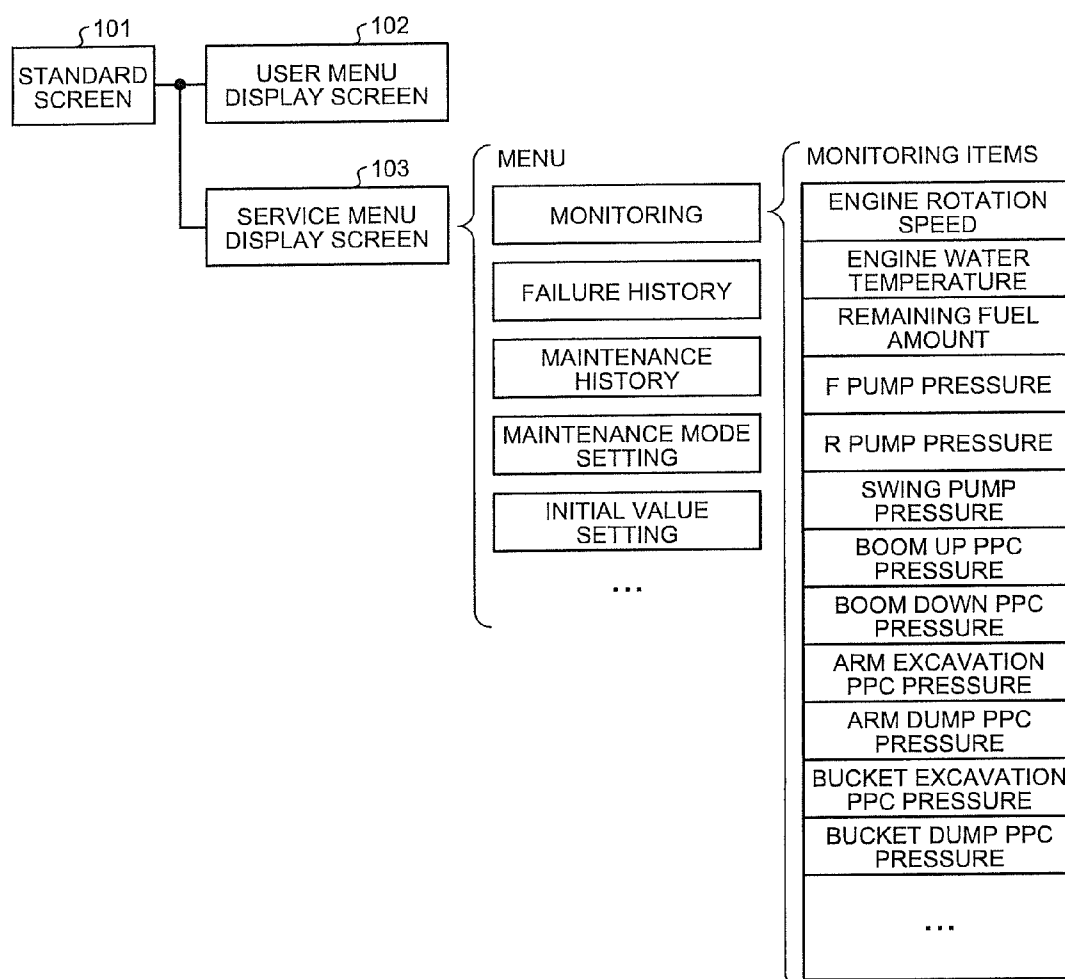 101
STANDARD
SCREEN
102
USER MENU
DISPLAY SCREEN
103
SERVICE MENU
DISPLAY SCREEN
MENU
MONITORING
FAILURE HISTORY
MAINTENANCE
HISTORY
MAINTENANCE MODE
SETTING
INITIAL VALUE
SETTING
...
MONITORING ITEMS
ENGINE ROTATION
SPEED
ENGINE WATER
TEMPERATURE
REMAINING FUEL
AMOUNT
F PUMP PRESSURE
R PUMP PRESSURE
SWING PUMP
PRESSURE
BOOM UP PPC
PRESSURE
BOOM DOWN PPC
PRESSURE
ARM EXCAVATION
PPC PRESSURE
ARM DUMP PPC
PRESSURE
BUCKET EXCAVATION
PPC PRESSURE
BUCKET DUMP PPC
PRESSURE
...